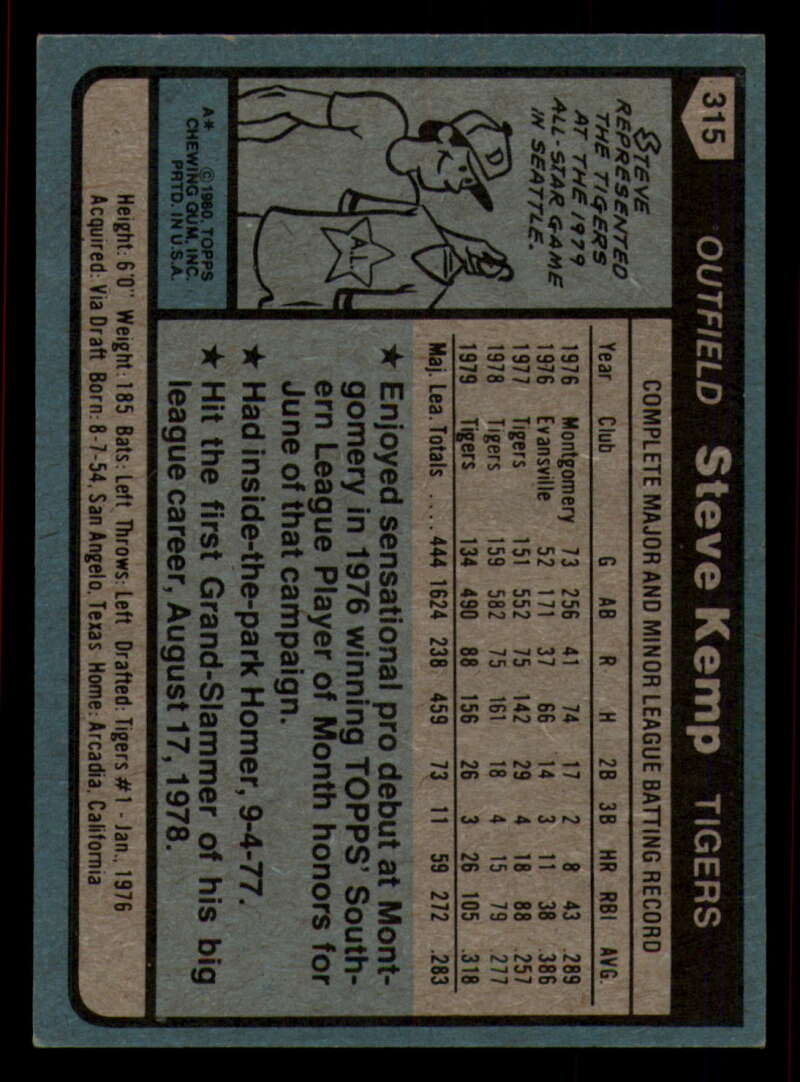 315 OUTFIELD Steve Kemp TIGERS
STEVE
REPRESENTED
THE TIGERS
AT THE 1979
ALL-STAR GAME
IN SEATTLE.
D
A.L.
A* © 1980, TOPPS
CHEWING GUM, INC.
PRTD. IN U.S.A.
COMPLETE MAJOR AND MINOR LEAGUE BATTING RECORD
Year Club G AB R H 2B 3B HR RBI AVG.
1976 Montgomery 73 256 41 74 17 2 8 43 .289
1976 Evansville 52 171 37 66 14 3 11 38 .386
1977 Tigers 151 552 75 142 29 4 18 88 .257
1978 Tigers 159 582 75 161 18 4 15 79 .277
1979 Tigers 134 490 88 156 26 3 26 105 .318
Maj. Lea. Totals .... 444 1624 238 459 73 11 59 272 .283
★ Enjoyed sensational pro debut at Mont-
gomery in 1976 winning TOPPS' South-
ern League Player of Month honors for
June of that campaign.
★ Had inside-the-park Homer, 9-4-77.
★ Hit the first Grand-Slammer of his big
league career, August 17, 1978.
Height: 6'0" Weight: 185 Bats: Left Throws: Left Drafted: Tigers #1 - Jan., 1976
Acquired: Via Draft Born: 8-7-54, San Angelo, Texas Home: Arcadia, California